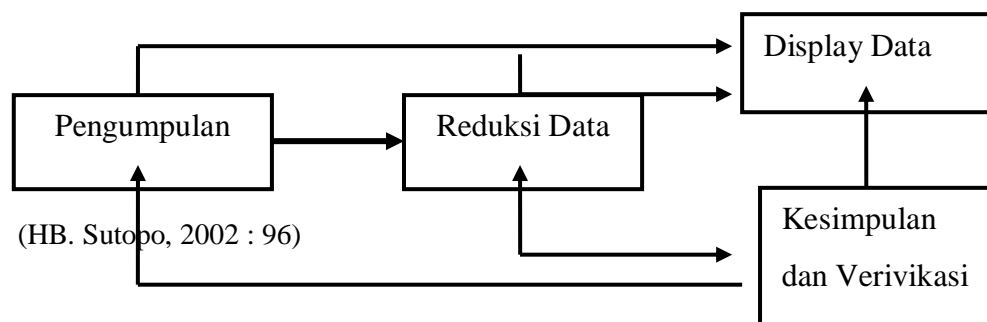 Display Data
Pengumpulan
Reduksi Data
(HB. Sutopo, 2002 : 96)
Kesimpulan
dan Verivikasi